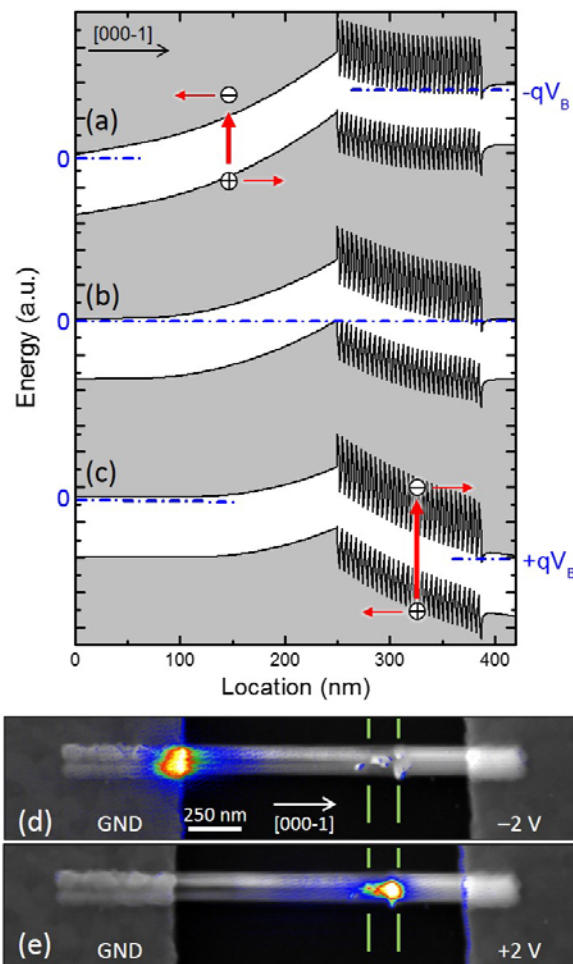 [000-1]
(a)
-qV_B
0
(b)
0
Energy (a.u.)
(c)
0
+qV_B
0 100 200 300 400
Location (nm)
(d) GND 250 nm [000-1] –2 V
(e) GND +2 V